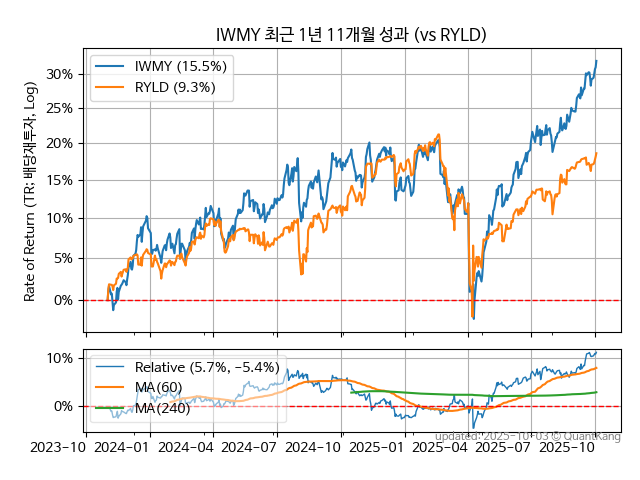 IWMY 최근 1년 11개월 성과 (vs RYLD)
Rate of Return (TR: 배당재투자, Log)
30%
25%
20%
15%
10%
5%
0%
IWMY (15.5%)
RYLD (9.3%)
10%
0%
Relative (5.7%, -5.4%)
MA(60)
MA(240)
2023-10
2024-01
2024-04
2024-07
2024-10
2025-01
2025-04
2025-07
2025-10
updated: 2025-10-03 © QuantKang